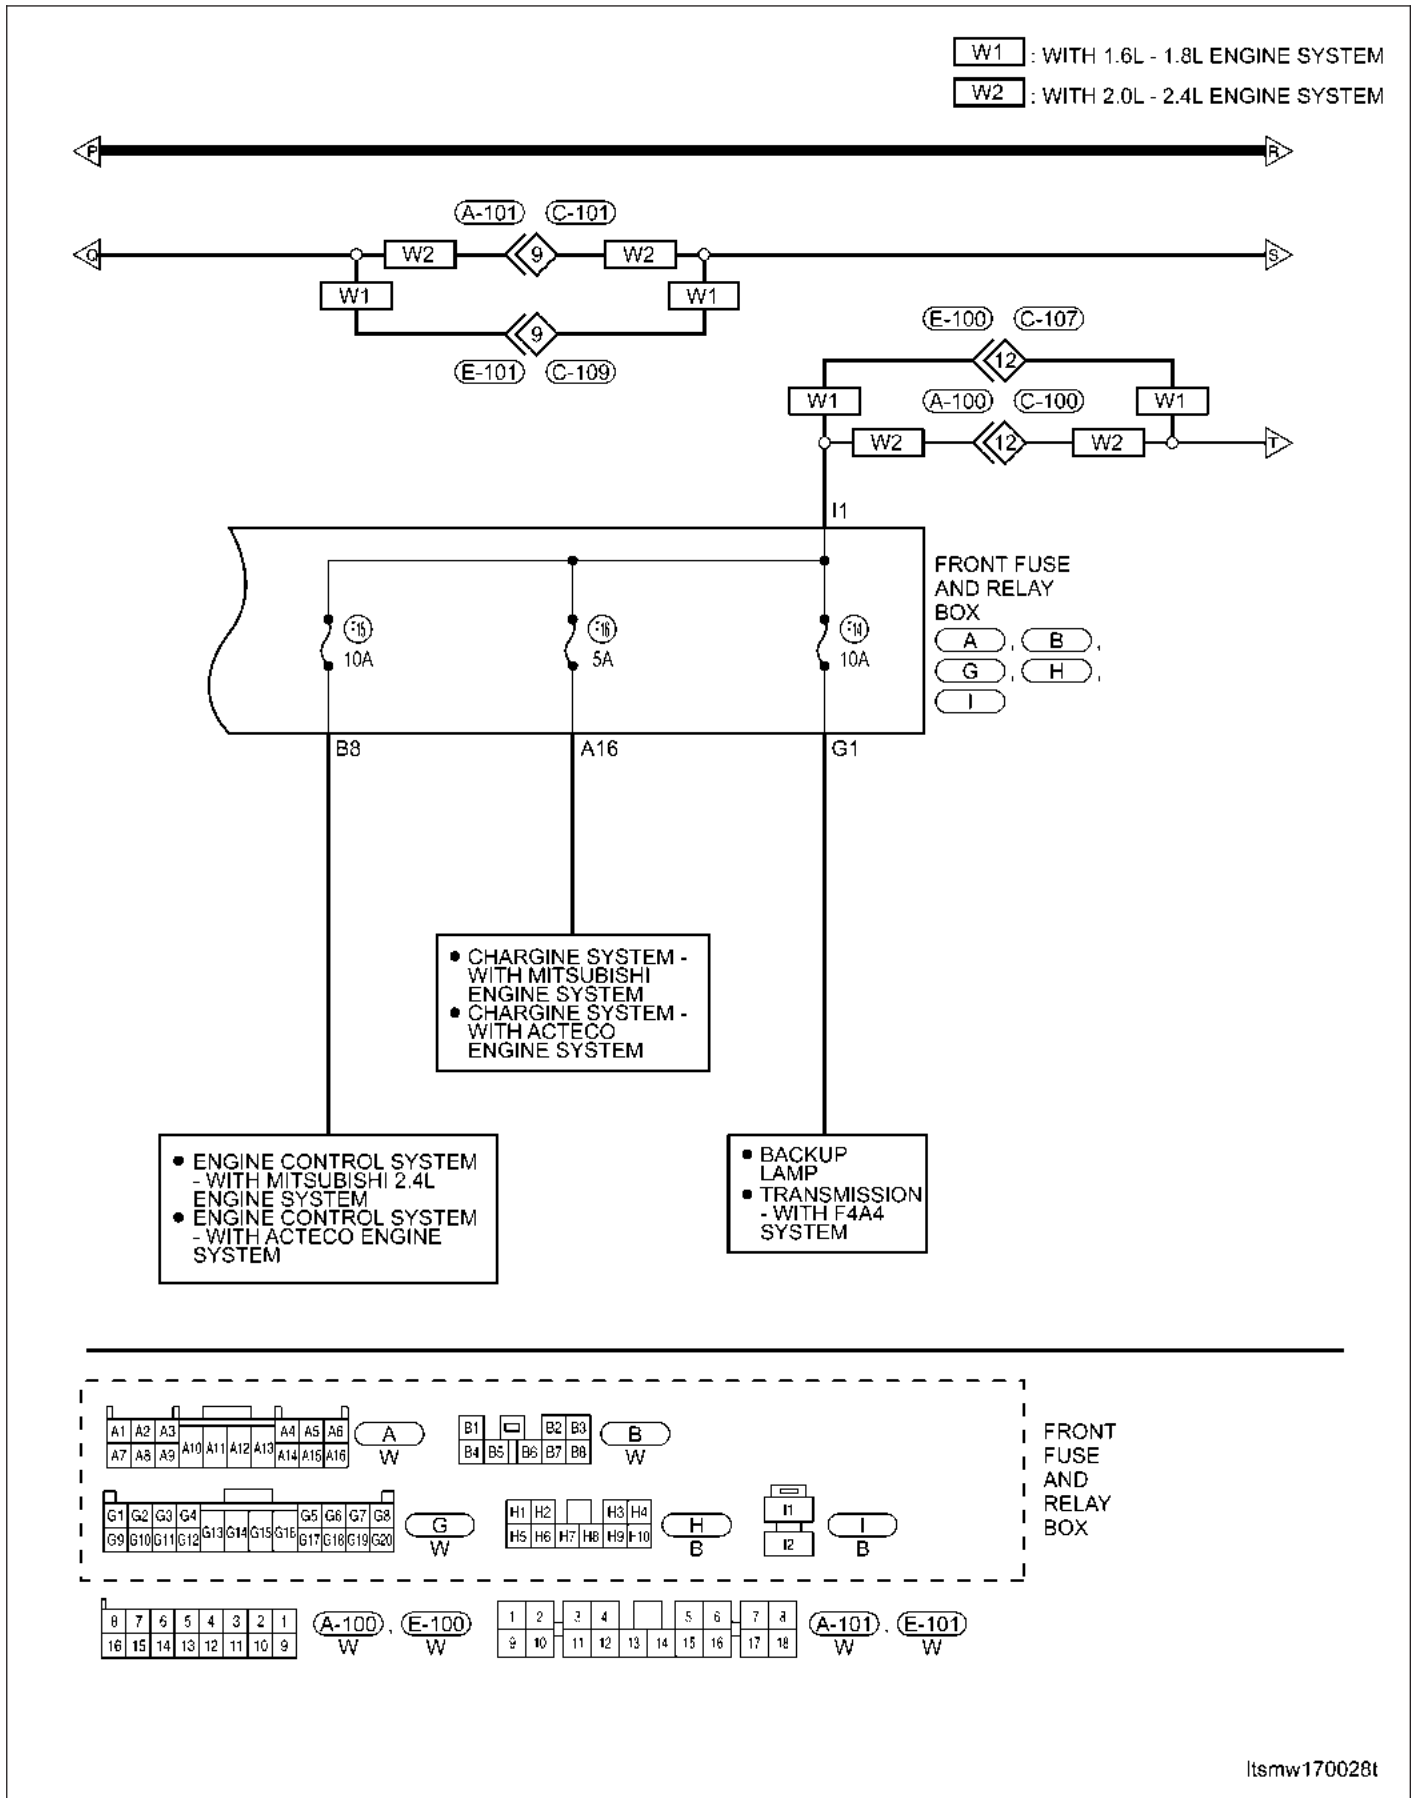 W1 : WITH 1.6L - 1.8L ENGINE SYSTEM
W2 : WITH 2.0L - 2.4L ENGINE SYSTEM
P R
A-101 C-101
Q W2 9 W2 S
W1 W1
9
E-101 C-109
E-100 C-107
12
W1 A-100 C-100 W1
W2 12 W2 T
I1
FRONT FUSE
AND RELAY
BOX
A , B ,
G , H ,
I
F15
10A
F16
5A
F14
10A
B8 A16 G1
● CHARGINE SYSTEM -
WITH MITSUBISHI
ENGINE SYSTEM
● CHARGINE SYSTEM -
WITH ACTECO
ENGINE SYSTEM
● ENGINE CONTROL SYSTEM
- WITH MITSUBISHI 2.4L
ENGINE SYSTEM
● ENGINE CONTROL SYSTEM
- WITH ACTECO ENGINE
SYSTEM
● BACKUP
LAMP
● TRANSMISSION
- WITH F4A4
SYSTEM
A1 A2 A3 A4 A5 A6
A7 A8 A9 A10 A11 A12 A13 A14 A15 A16
A
W
B1 B2 B3
B4 B5 B6 B7 B8
B
W
FRONT
FUSE
AND
RELAY
BOX
G1 G2 G3 G4 G5 G6 G7 G8
G9 G10 G11 G12 G13 G14 G15 G16 G17 G18 G19 G20
G
W
H1 H2 H3 H4
H5 H6 H7 H8 H9 H10
H
B
I1
I2
I
B
8 7 6 5 4 3 2 1
16 15 14 13 12 11 10 9
A-100 , E-100
W W
1 2 3 4 5 6 7 8
9 10 11 12 13 14 15 16 17 18
A-101 , E-101
W W
ltsmw170028t